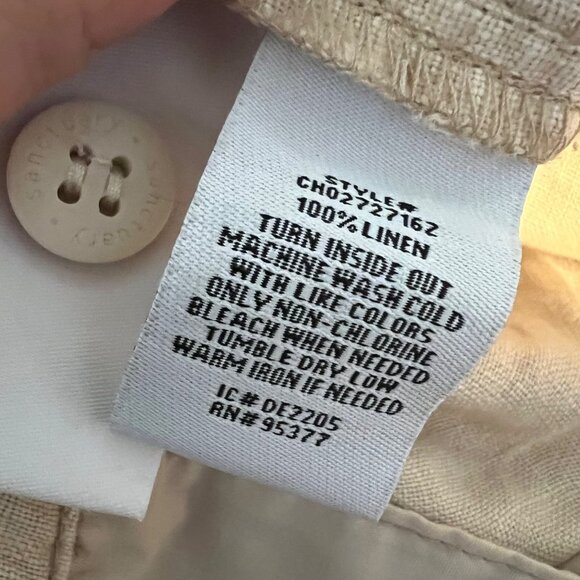 STYLE#
CH02727162
100% LINEN
TURN INSIDE OUT
MACHINE WASH COLD
WITH LIKE COLORS
ONLY NON-CHLORINE
BLEACH WHEN NEEDED
TUMBLE DRY LOW
WARM IRON IF NEEDED
IC# DE2205
RN# 95377